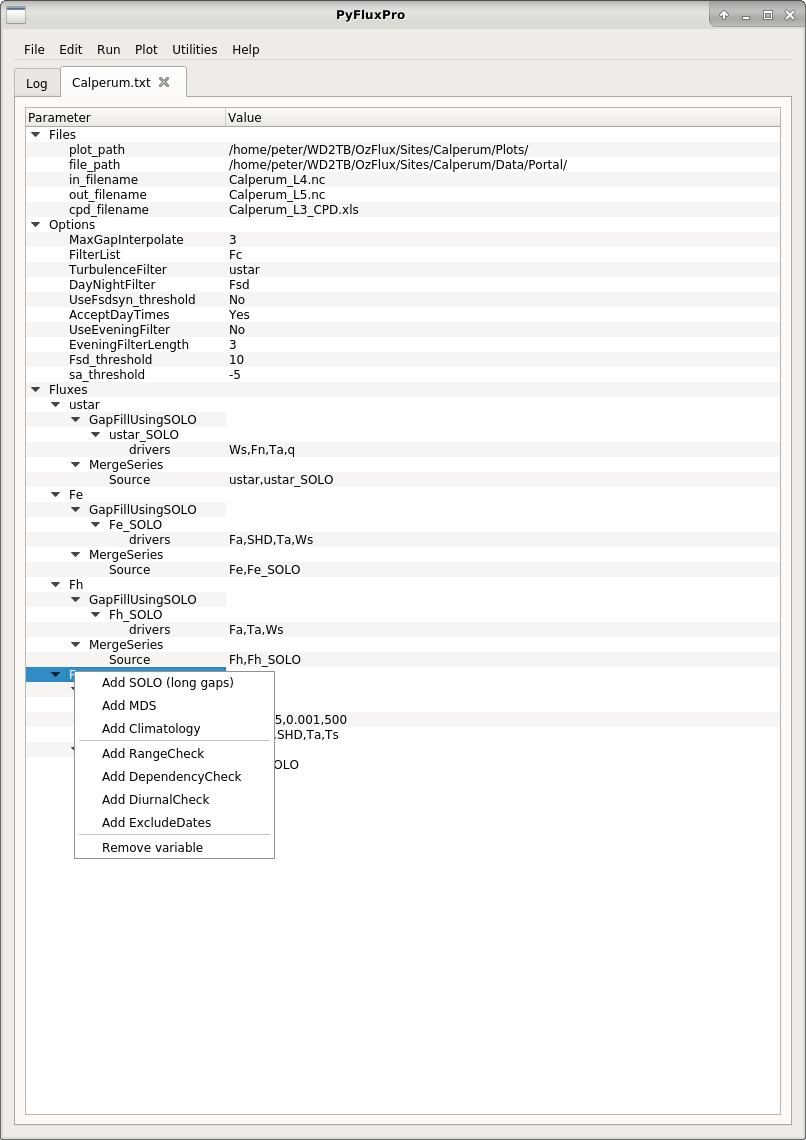 PyFluxPro
File Edit Run Plot Utilities Help
Log Calperum.txt
Parameter Value
Files
plot_path /home/peter/WD2TB/OzFlux/Sites/Calperum/Plots/
file_path /home/peter/WD2TB/OzFlux/Sites/Calperum/Data/Portal/
in_filename Calperum_L4.nc
out_filename Calperum_L5.nc
cpd_filename Calperum_L3_CPD.xls
Options
MaxGapInterpolate 3
FilterList Fc
TurbulenceFilter ustar
DayNightFilter Fsd
UseFsdsyn_threshold No
AcceptDayTimes Yes
UseEveningFilter No
EveningFilterLength 3
Fsd_threshold 10
sa_threshold -5
Fluxes
ustar
GapFillUsingSOLO
ustar_SOLO
drivers Ws,Fn,Ta,q
MergeSeries
Source ustar,ustar_SOLO
Fe
GapFillUsingSOLO
Fe_SOLO
drivers Fa,SHD,Ta,Ws
MergeSeries
Source Fe,Fe_SOLO
Fh
GapFillUsingSOLO
Fh_SOLO
drivers Fa,Ta,Ws
MergeSeries
Source Fh,Fh_SOLO
Add SOLO (long gaps)
Add MDS
5,0.001,500
Add Climatology
,SHD,Ta,Ts
Add RangeCheck
OLO
Add DependencyCheck
Add DiurnalCheck
Add ExcludeDates
Remove variable